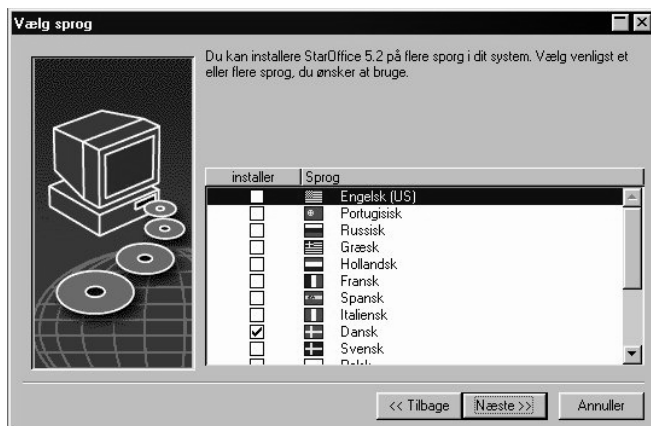 Vælg sprog
Du kan installere StarOffice 5.2 på flere sporg i dit system. Vælg venligst et
eller flere sprog, du ønsker at bruge.
installer Sprog
Engelsk (US)
Portugisisk
Russisk
Græsk
Hollandsk
Fransk
Spansk
Italiensk
Dansk
Svensk
<< Tilbage Næste >> Annuller